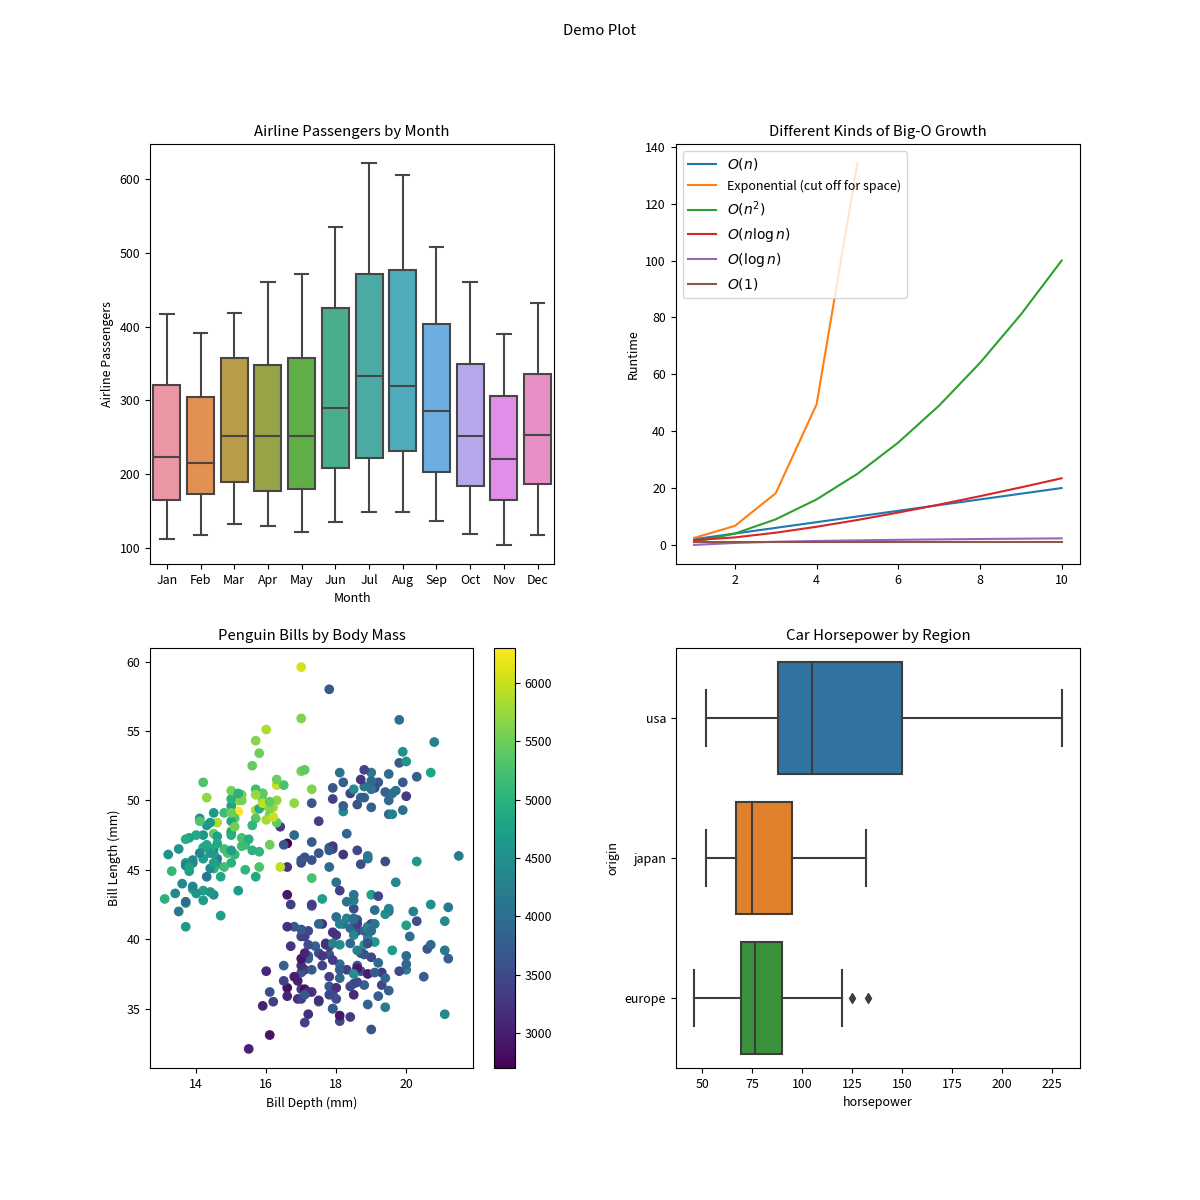 Demo Plot
Airline Passengers by Month
Airline Passengers
600
500
400
300
200
100
Jan Feb Mar Apr May Jun Jul Aug Sep Oct Nov Dec
Month
Different Kinds of Big-O Growth
Runtime
140
120
100
80
60
40
20
0
O(n)
Exponential (cut off for space)
O(n²)
O(n log n)
O(log n)
O(1)
2 4 6 8 10
Penguin Bills by Body Mass
Bill Length (mm)
60
55
50
45
40
35
14 16 18 20
Bill Depth (mm)
6000
5500
5000
4500
4000
3500
3000
Car Horsepower by Region
origin
usa
japan
europe
50 75 100 125 150 175 200 225
horsepower